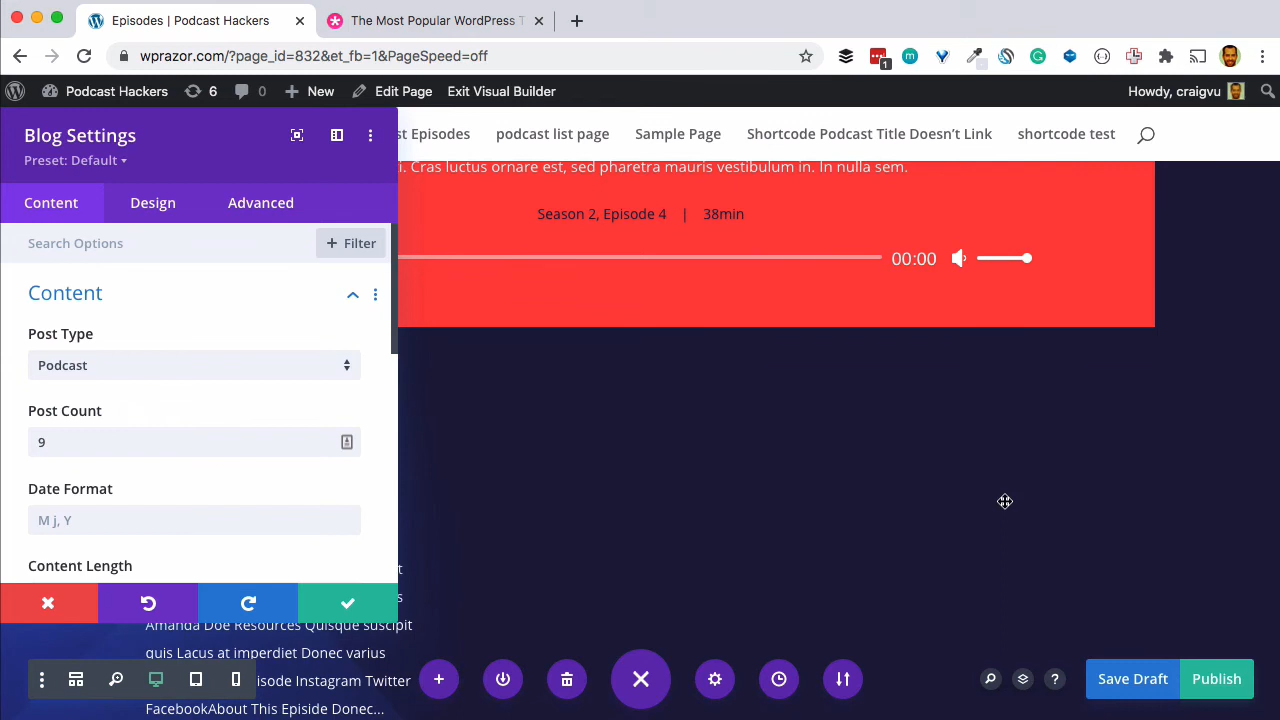 Episodes | Podcast Hackers
The Most Popular WordPress T
wprazor.com/?page_id=832&et_fb=1&PageSpeed=off
1
Podcast Hackers
6
0
New
Edit Page
Exit Visual Builder
Howdy, craigvu
Blog Settings
Preset: Default
st Episodes
podcast list page
Sample Page
Shortcode Podcast Title Doesn't Link
shortcode test
i. Cras luctus ornare est, sed pharetra mauris vestibulum in. In nulla sem.
Content
Design
Advanced
Season 2, Episode 4 | 38min
Search Options
+ Filter
00:00
Content
Post Type
Podcast
Post Count
9
Date Format
M j, Y
Content Length
t
s
Amanda Doe Resources Quisque suscipit
quis Lacus at imperdiet Donec varius
isode Instagram Twitter
FacebookAbout This Episide Donec...
Save Draft
Publish